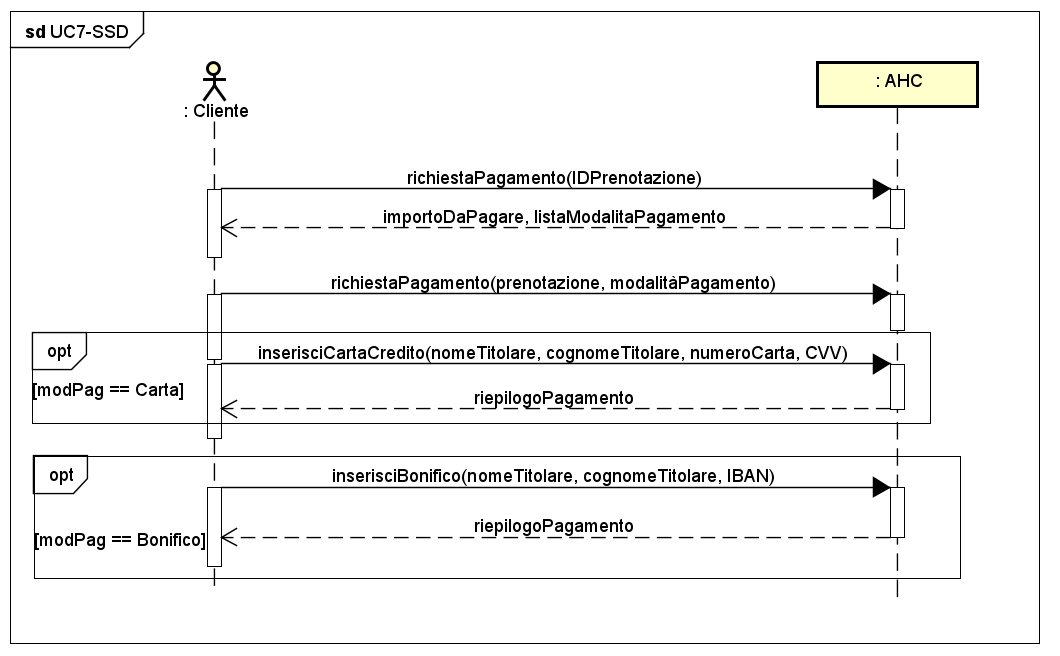 sd UC7-SSD
: Cliente
: AHC
richiestaPagamento(IDPrenotazione)
importoDaPagare, listaModalitaPagamento
richiestaPagamento(prenotazione, modalitàPagamento)
opt
inserisciCartaCredito(nomeTitolare, cognomeTitolare, numeroCarta, CVV)
[modPag == Carta]
riepilogoPagamento
opt
inserisciBonifico(nomeTitolare, cognomeTitolare, IBAN)
riepilogoPagamento
[modPag == Bonifico]